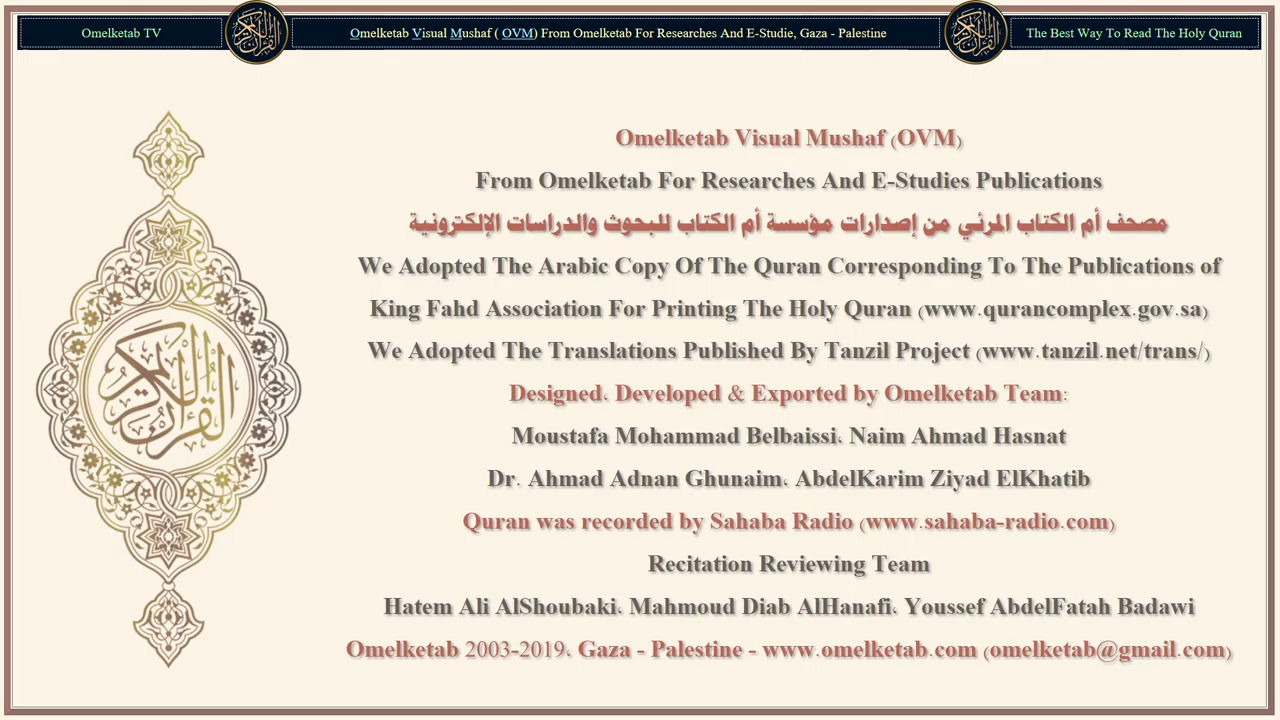 Omelketab TV
Omelketab Visual Mushaf ( OVM) From Omelketab For Researches And E-Studie, Gaza - Palestine
The Best Way To Read The Holy Quran
Omelketab Visual Mushaf (OVM)
From Omelketab For Researches And E-Studies Publications
مصحف أم الكتاب المرئي من إصدارات مؤسسة أم الكتاب للبحوث والدراسات الإلكترونية
We Adopted The Arabic Copy Of The Quran Corresponding To The Publications of
King Fahd Association For Printing The Holy Quran (www.qurancomplex.gov.sa)
We Adopted The Translations Published By Tanzil Project (www.tanzil.net/trans/)
Designed، Developed & Exported by Omelketab Team:
Moustafa Mohammad Belbaissi، Naim Ahmad Hasnat
Dr. Ahmad Adnan Ghunaim، AbdelKarim Ziyad ElKhatib
Quran was recorded by Sahaba Radio (www.sahaba-radio.com)
Recitation Reviewing Team
Hatem Ali AlShoubaki، Mahmoud Diab AlHanafi، Youssef AbdelFatah Badawi
Omelketab 2003-2019، Gaza - Palestine - www.omelketab.com (omelketab@gmail.com)
القرآن الكريم